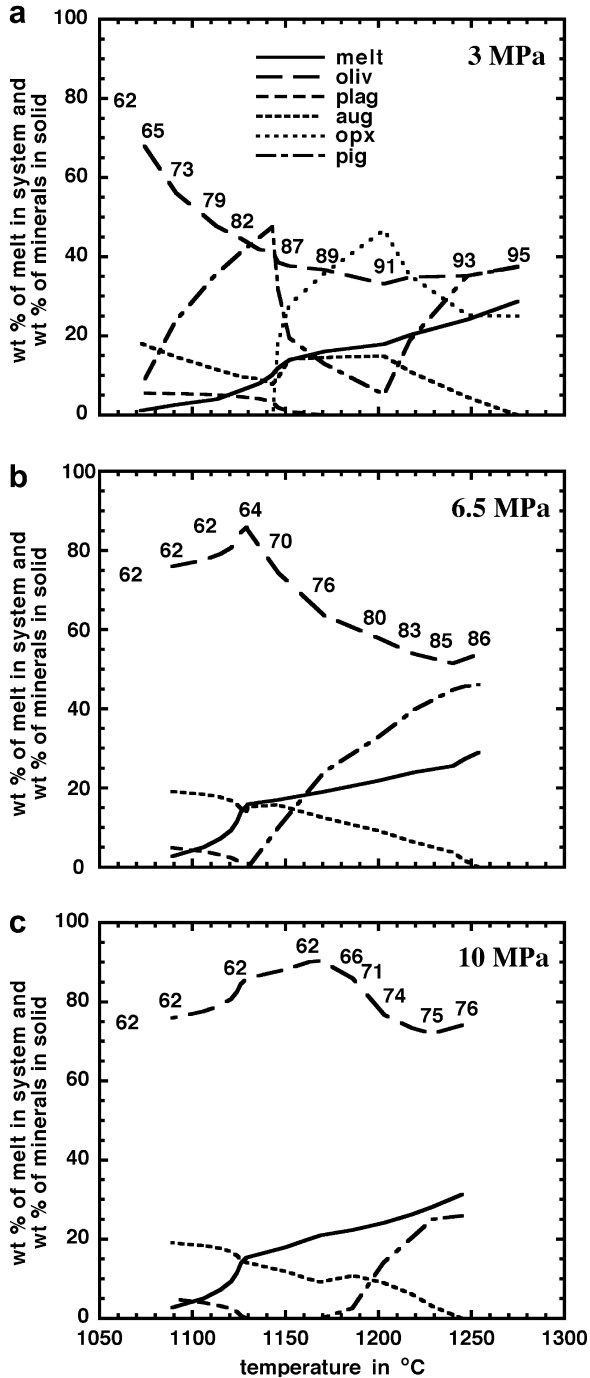 a
100
80
60
40
20
0
wt % of melt in system and
wt % of minerals in solid
3 MPa
melt
oliv
plag
aug
opx
pig
62
65
73
79
82
87
89
91
93
95
b
100
80
60
40
20
0
wt % of melt in system and
wt % of minerals in solid
6.5 MPa
62
62
62
64
70
76
80
83
85
86
c
100
80
60
40
20
0
wt % of melt in system and
wt % of minerals in solid
10 MPa
62
62
62
62
66
71
74
75
76
1050 1100 1150 1200 1250 1300
temperature in °C